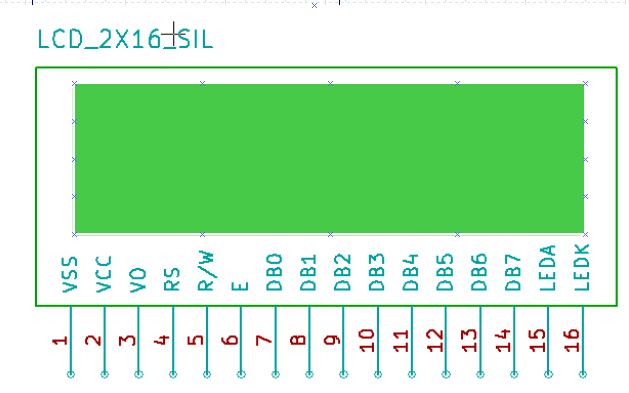 LCD_2X16_SIL
VSS VCC VO RS R/W E DB0 DB1 DB2 DB3 DB4 DB5 DB6 DB7 LEDA LEDK
1 2 3 4 5 6 7 8 9 10 11 12 13 14 15 16